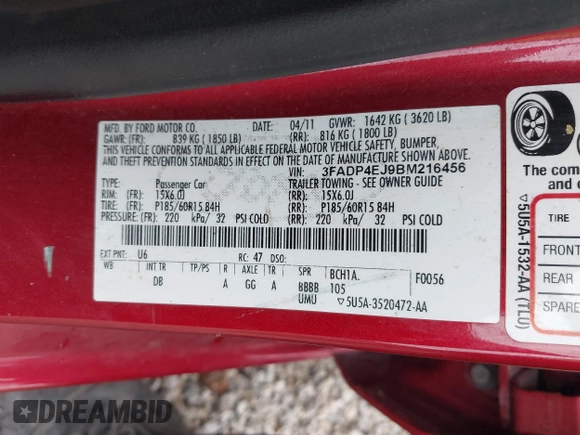 MFD. BY FORD MOTOR CO.
DATE: 04/11 GVWR: 1642 KG ( 3620 LB)
GAWR: (FR): 839 KG ( 1850 LB) (RR): 816 KG ( 1800 LB)
THIS VEHICLE CONFORMS TO ALL APPLICABLE FEDERAL MOTOR VEHICLE SAFETY, BUMPER,
AND THEFT PREVENTION STANDARDS IN EFFECT ON THE DATE OF MANUFACTURE SHOWN ABOVE.
VIN: 3FADP4EJ9BM216456
TYPE: Passenger Car TRAILER TOWING - SEE OWNER GUIDE
RIM: (FR): 15X6.0J (RR): 15X6.0J
TIRE: (FR): P185/60R15 84H (RR): P185/60R15 84H
PRESSURE: (FR): 220 kPa/ 32 PSI COLD (RR): 220 kPa/ 32 PSI COLD
EXT PNT: U6 RC: 47 DSO:
WB INT TR TP/PS R AXLE TR SPR BCH1A. F0056
DB A GG A BBBB 105
UMU ▽5U5A-3520472-AA
The com
▽5U5A-1532-AA (TLU)
TIRE
FRONT
REAR
SPARE
DREAMBID